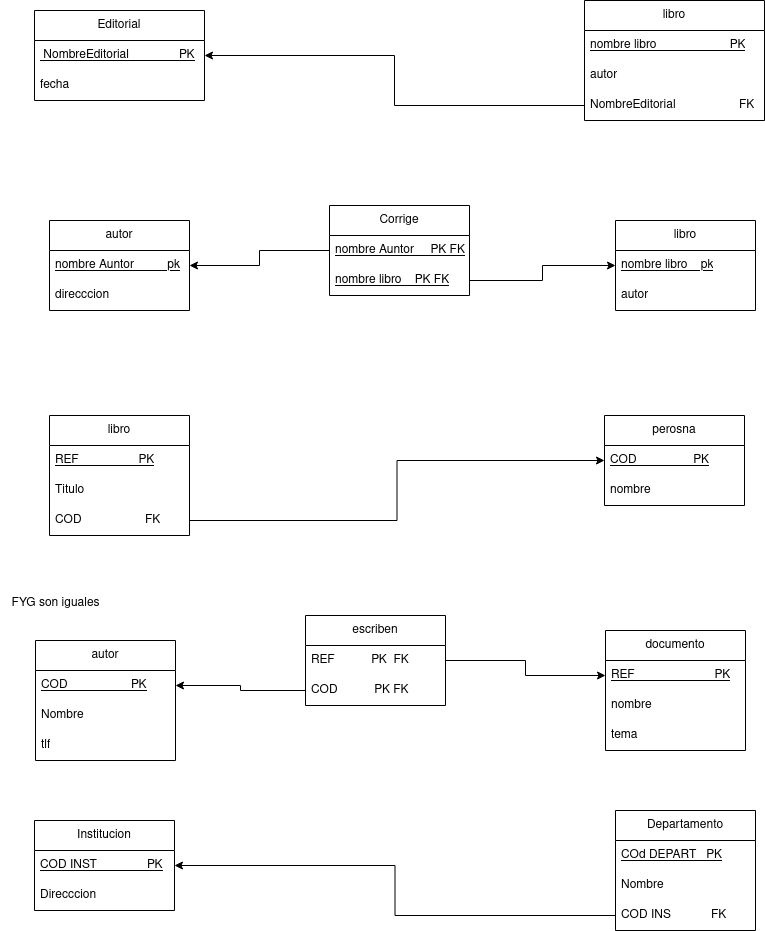 Editorial
NombreEditorial PK
fecha
libro
nombre libro PK
autor
NombreEditorial FK
autor
nombre Auntor pk
direcccion
Corrige
nombre Auntor PK FK
nombre libro PK FK
libro
nombre libro pk
autor
libro
REF PK
Titulo
COD FK
perosna
COD PK
nombre
FYG son iguales
autor
COD PK
Nombre
tlf
escriben
REF PK FK
COD PK FK
documento
REF PK
nombre
tema
Institucion
COD INST PK
Direcccion
Departamento
COd DEPART PK
Nombre
COD INS FK